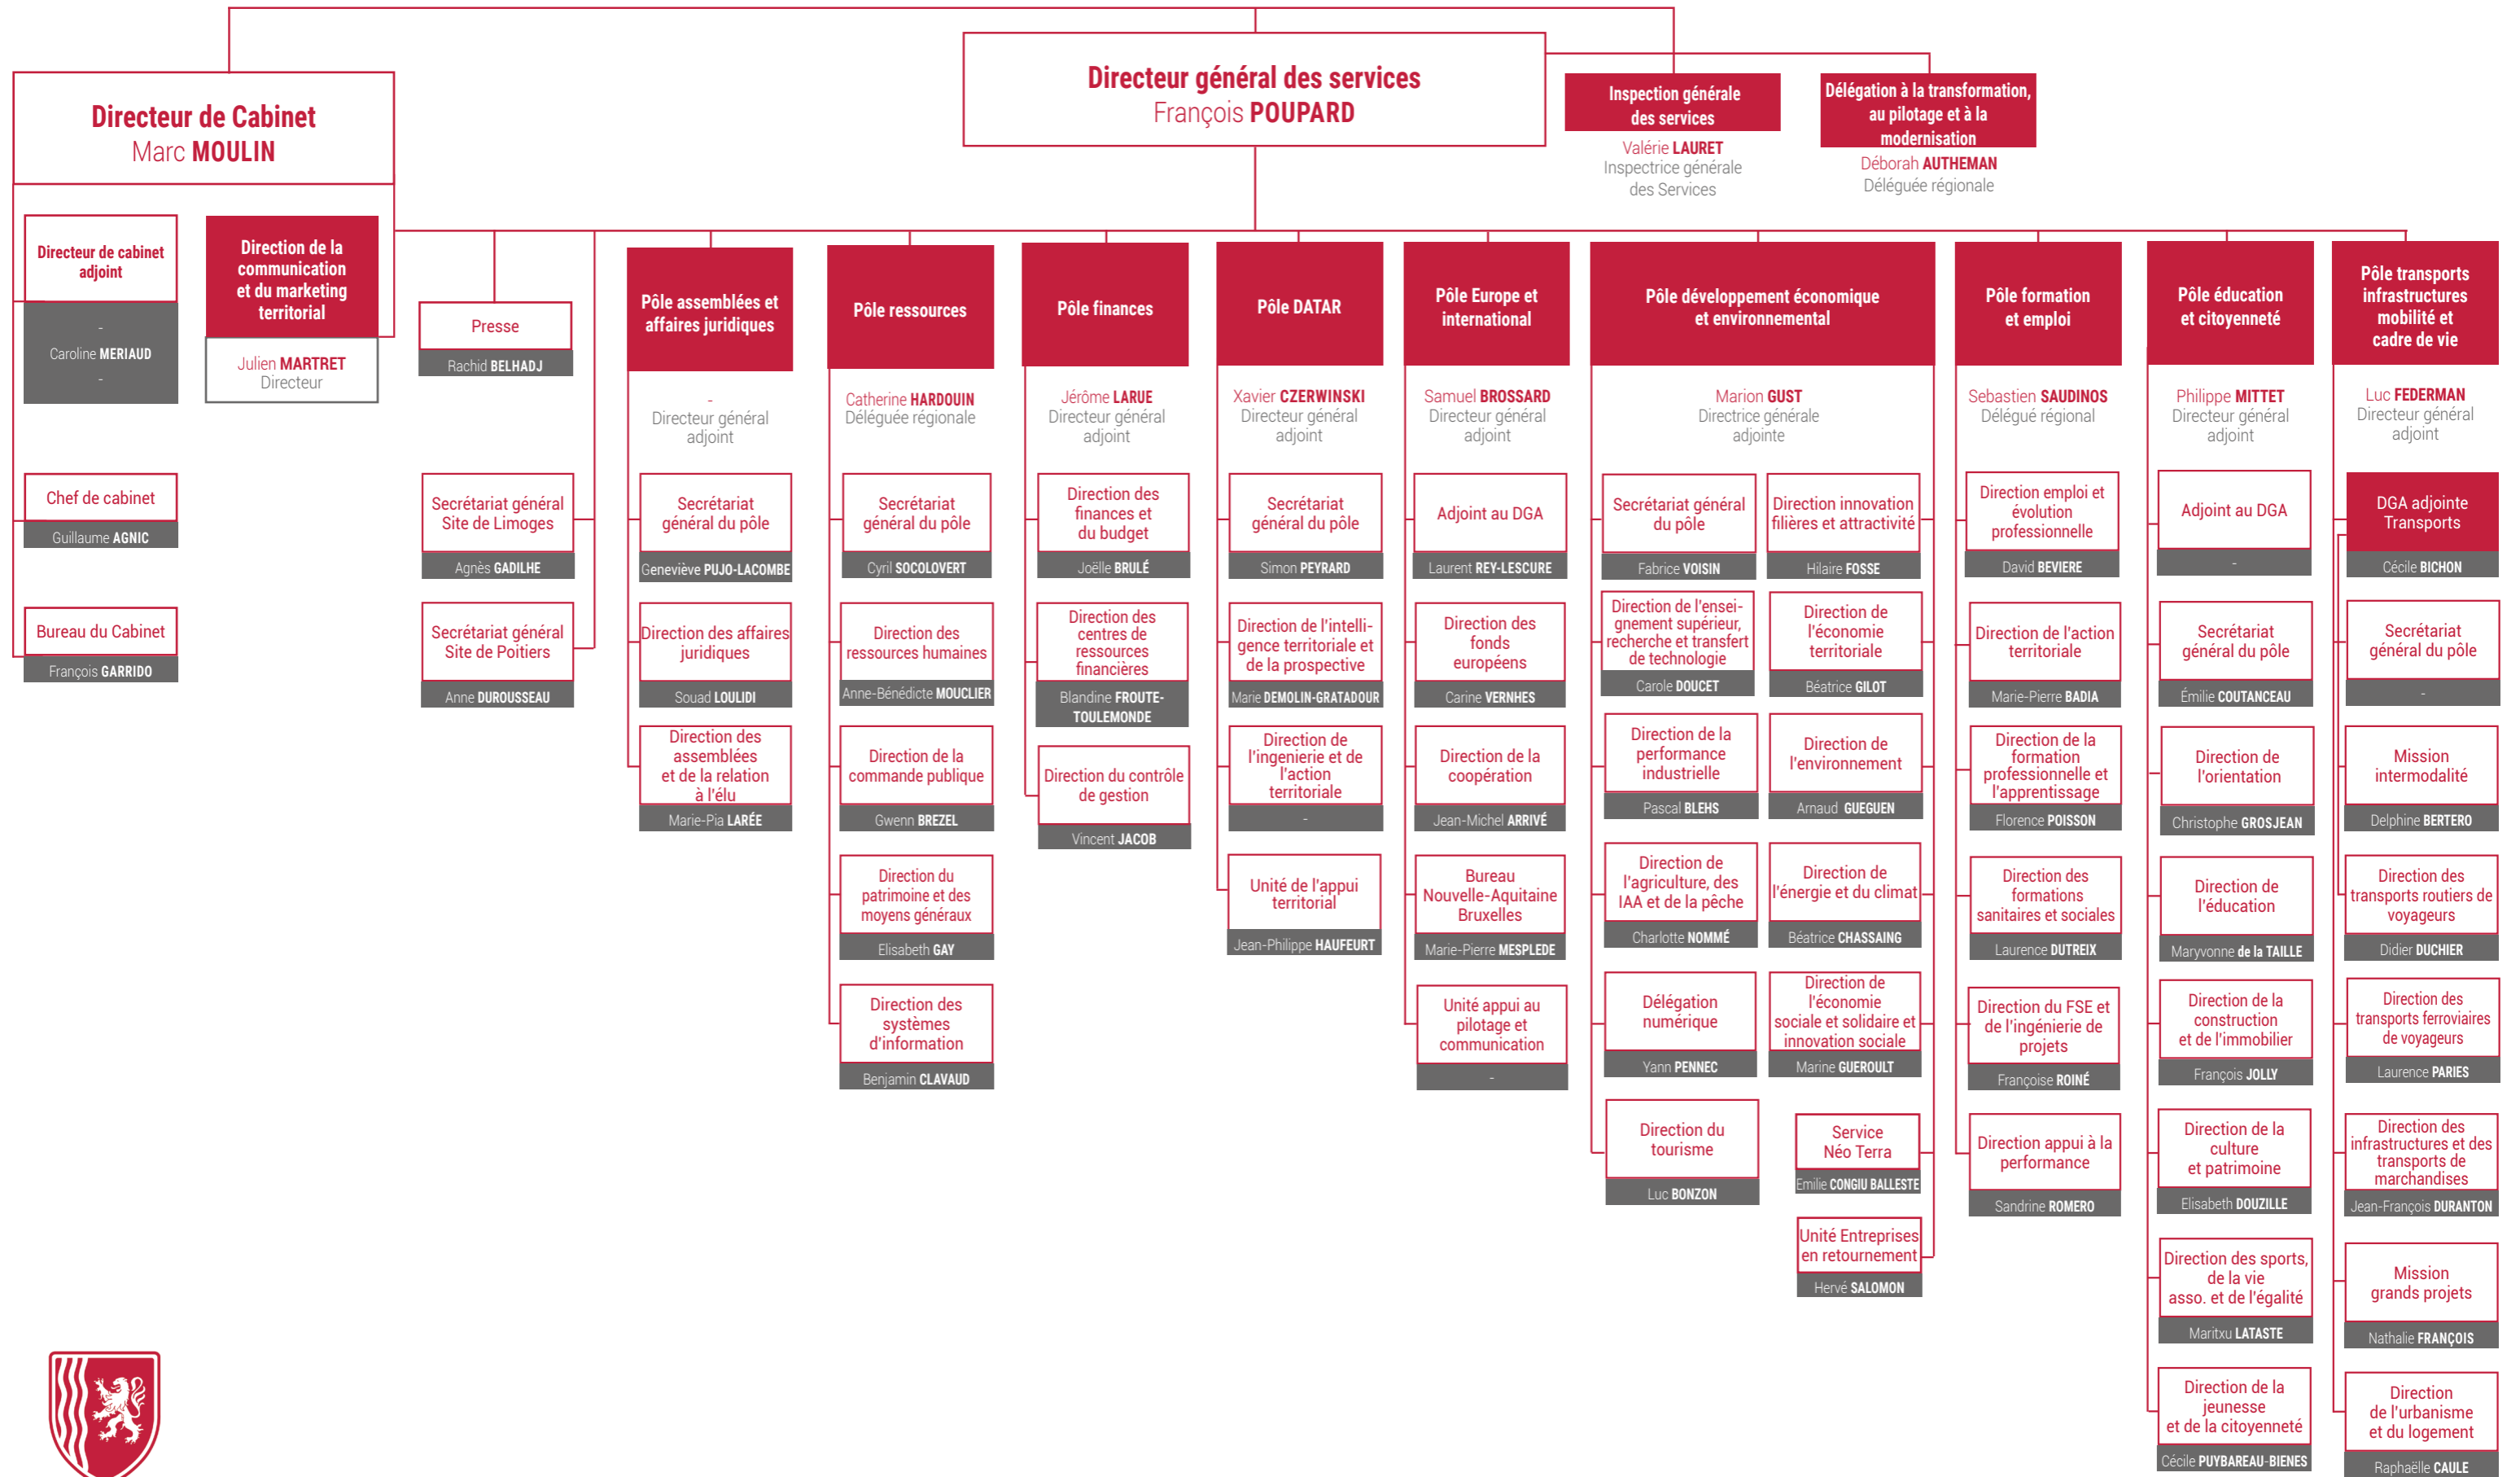 Directeur de Cabinet
Marc MOULIN
Directeur général des services
François POUPARD
Inspection générale
des services
Valérie LAURET
Inspectrice générale
des Services
Délégation à la transformation,
au pilotage et à la
modernisation
Déborah AUTHEMAN
Déléguée régionale
Directeur de cabinet
adjoint
-
Caroline MERIAUD
-
Chef de cabinet
Guillaume AGNIC
Bureau du Cabinet
François GARRIDO
Direction de la
communication
et du marketing
territorial
Julien MARTRET
Directeur
Presse
Rachid BELHADJ
Secrétariat général
Site de Limoges
Agnès GADILHE
Secrétariat général
Site de Poitiers
Anne DUROUSSEAU
Pôle assemblées et
affaires juridiques
-
Directeur général
adjoint
Secrétariat
général du pôle
Geneviève PUJO-LACOMBE
Direction des affaires
juridiques
Souad LOULIDI
Direction des
assemblées
et de la relation
à l'élu
Marie-Pia LARÉE
Pôle ressources
Catherine HARDOUIN
Déléguée régionale
Secrétariat
général du pôle
Cyril SOCOLOVERT
Direction des
ressources humaines
Anne-Bénédicte MOUCLIER
Direction de la
commande publique
Gwenn BREZEL
Direction du
patrimoine et des
moyens généraux
Elisabeth GAY
Direction des
systèmes
d'information
Benjamin CLAVAUD
Pôle finances
Jérôme LARUE
Directeur général
adjoint
Direction des
finances et
du budget
Joëlle BRULÉ
Direction des
centres de
ressources
financières
Blandine FROUTE-
TOULEMONDE
Direction du contrôle
de gestion
Vincent JACOB
Pôle DATAR
Xavier CZERWINSKI
Directeur général
adjoint
Secrétariat
général du pôle
Simon PEYRARD
Direction de l'intelli-
gence territoriale et
de la prospective
Marie DEMOLIN-GRATADOUR
Direction de
l'ingenierie et de
l'action
territoriale
-
Unité de l'appui
territorial
Jean-Philippe HAUFEURT
Pôle Europe et
international
Samuel BROSSARD
Directeur général
adjoint
Adjoint au DGA
Laurent REY-LESCURE
Direction des
fonds
européens
Carine VERNHES
Direction de la
coopération
Jean-Michel ARRIVÉ
Bureau
Nouvelle-Aquitaine
Bruxelles
Marie-Pierre MESPLEDE
Unité appui au
pilotage et
communication
-
Pôle développement économique
et environnemental
Marion GUST
Directrice générale
adjointe
Secrétariat général
du pôle
Fabrice VOISIN
Direction de l'ensei-
gnement supérieur,
recherche et transfert
de technologie
Carole DOUCET
Direction de la
performance
industrielle
Pascal BLEHS
Direction de
l'agriculture, des
IAA et de la pêche
Charlotte NOMMÉ
Délégation
numérique
Yann PENNEC
Direction du
tourisme
Luc BONZON
Direction innovation
filières et attractivité
Hilaire FOSSE
Direction de
l'économie
territoriale
Béatrice GILOT
Direction de
l'environnement
Arnaud GUEGUEN
Direction de
l'énergie et du climat
Béatrice CHASSAING
Direction de
l'économie
sociale et solidaire et
innovation sociale
Marine GUEROULT
Service
Néo Terra
Emilie CONGIU BALLESTE
Unité Entreprises
en retournement
Hervé SALOMON
Pôle formation
et emploi
Sebastien SAUDINOS
Délégué régional
Direction emploi et
évolution
professionnelle
David BEVIERE
Direction de l'action
territoriale
Marie-Pierre BADIA
Direction de la
formation
professionnelle et
l'apprentissage
Florence POISSON
Direction des
formations
sanitaires et sociales
Laurence DUTREIX
Direction du FSE et
de l'ingénierie de
projets
Françoise ROINÉ
Direction appui à la
performance
Sandrine ROMERO
Pôle éducation
et citoyenneté
Philippe MITTET
Directeur général
adjoint
Adjoint au DGA
-
Secrétariat
général du pôle
Émilie COUTANCEAU
Direction de
l'orientation
Christophe GROSJEAN
Direction de
l'éducation
Maryvonne de la TAILLE
Direction de la
construction
et de l'immobilier
François JOLLY
Direction de la
culture
et patrimoine
Elisabeth DOUZILLE
Direction des sports,
de la vie
asso. et de l'égalité
Maritxu LATASTE
Direction de la
jeunesse
et de la citoyenneté
Cécile PUYBAREAU-BIENES
Pôle transports
infrastructures
mobilité et
cadre de vie
Luc FEDERMAN
Directeur général
adjoint
DGA adjointe
Transports
Cécile BICHON
Secrétariat
général du pôle
-
Mission
intermodalité
Delphine BERTERO
Direction des
transports routiers de
voyageurs
Didier DUCHIER
Direction des
transports ferroviaires
de voyageurs
Laurence PARIES
Direction des
infrastructures et des
transports de
marchandises
Jean-François DURANTON
Mission
grands projets
Nathalie FRANÇOIS
Direction
de l'urbanisme
et du logement
Raphaëlle CAULE